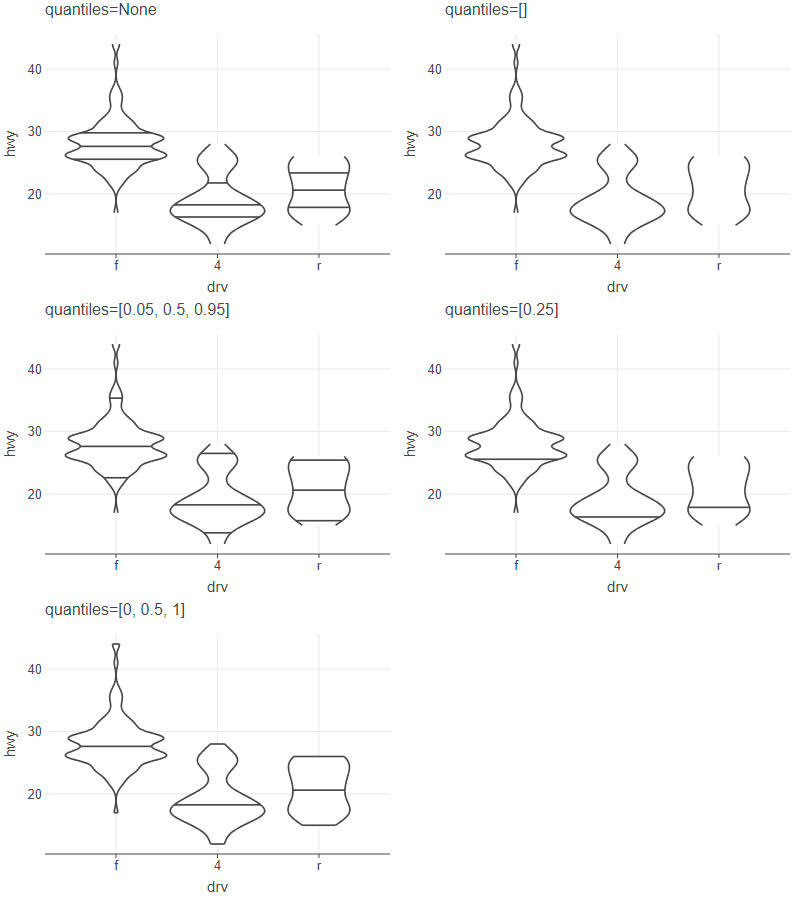 quantiles=None
40
30
20
hwy
f 4 r
drv
quantiles=[]
40
30
20
hwy
f 4 r
drv
quantiles=[0.05, 0.5, 0.95]
40
30
20
hwy
f 4 r
drv
quantiles=[0.25]
40
30
20
hwy
f 4 r
drv
quantiles=[0, 0.5, 1]
40
30
20
hwy
f 4 r
drv